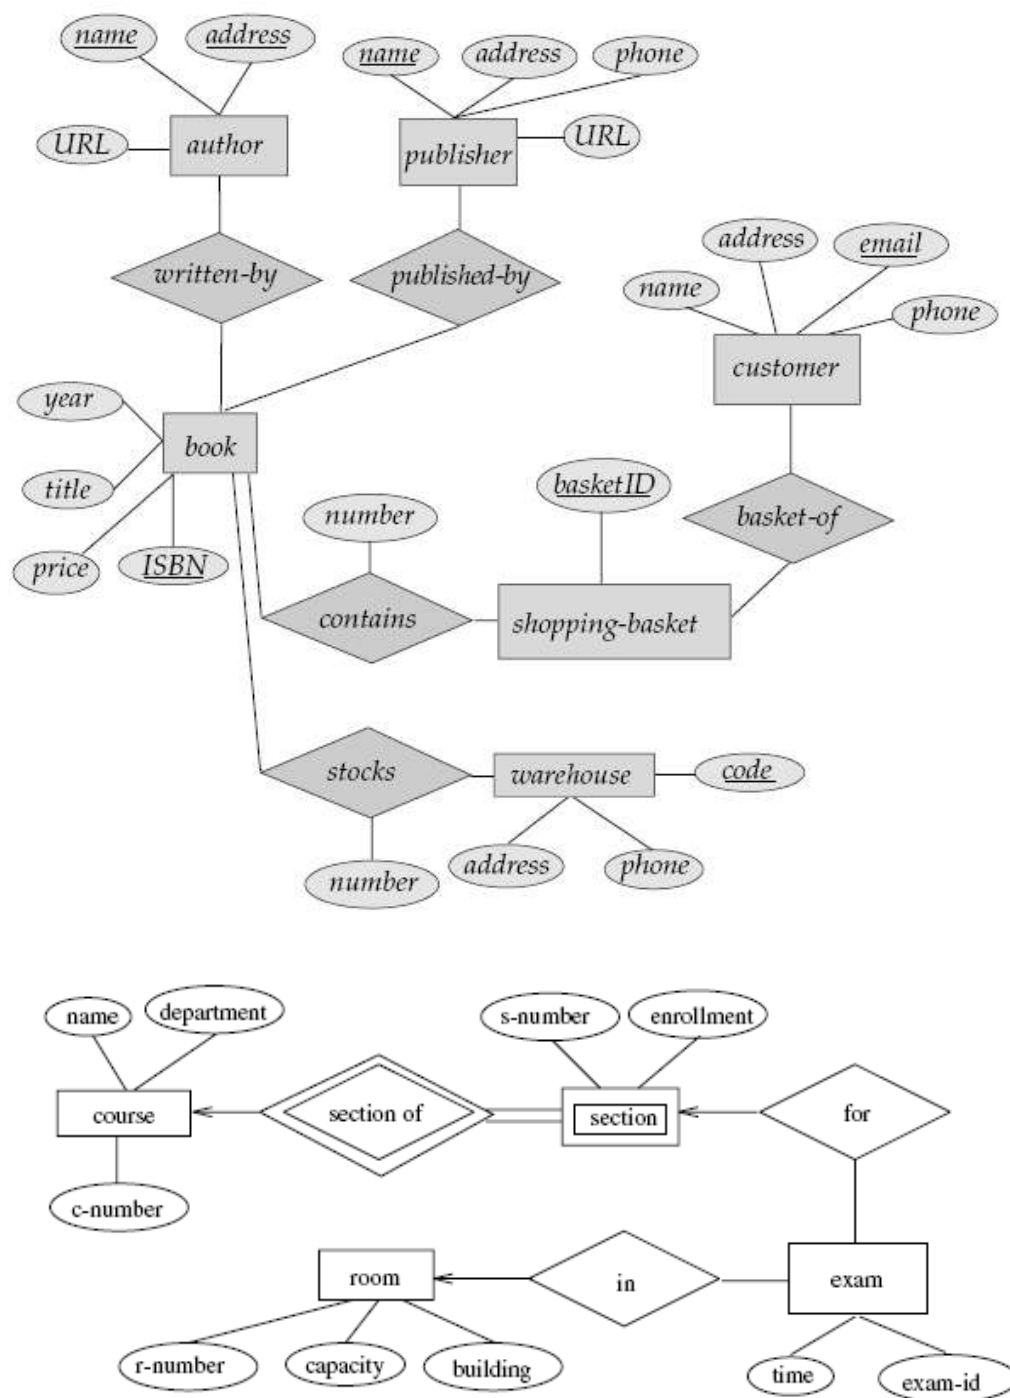 name
address
name
address
phone
URL
author
publisher
URL
written-by
published-by
address
email
name
phone
customer
year
book
title
number
basketID
basket-of
price
ISBN
contains
shopping-basket
stocks
warehouse
code
address
phone
number
name
department
s-number
enrollment
course
section of
section
for
c-number
room
in
exam
r-number
capacity
building
time
exam-id